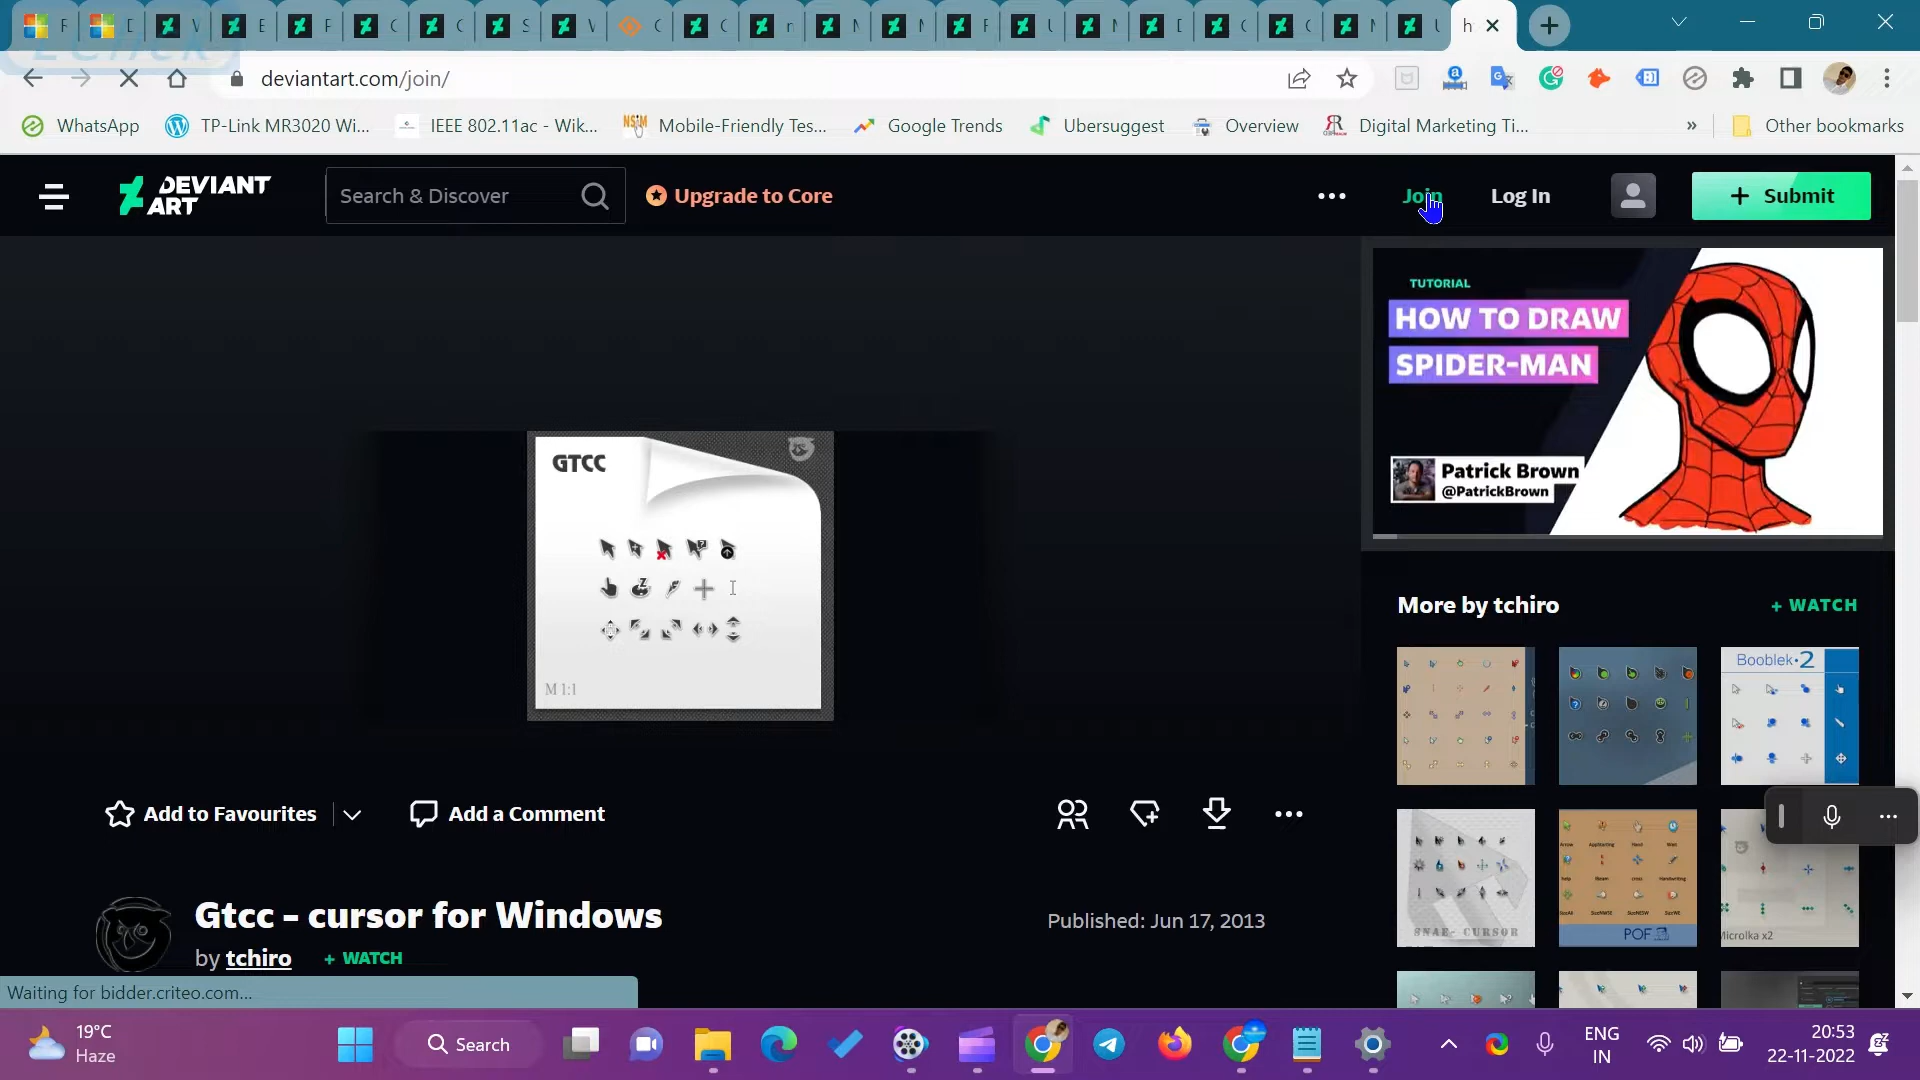 deviantart.com/join/
WhatsApp
TP-Link MR3020 Wi...
IEEE 802.11ac - Wik...
Mobile-Friendly Tes...
Google Trends
Ubersuggest
Overview
Digital Marketing Ti...
»
Other bookmarks
DEVIANT
ART
Search & Discover
Upgrade to Core
Join
Log In
+ Submit
TUTORIAL
HOW TO DRAW
SPIDER-MAN
Patrick Brown
@PatrickBrown
GTCC
M 1:1
More by tchiro
+ WATCH
Booblek·2
SNAE- CURSOR
POF
Microlka x2
Add to Favourites
Add a Comment
Gtcc – cursor for Windows
by tchiro
+ WATCH
Published: Jun 17, 2013
Waiting for bidder.criteo.com...
19°C
Haze
Search
ENG
IN
20:53
22-11-2022